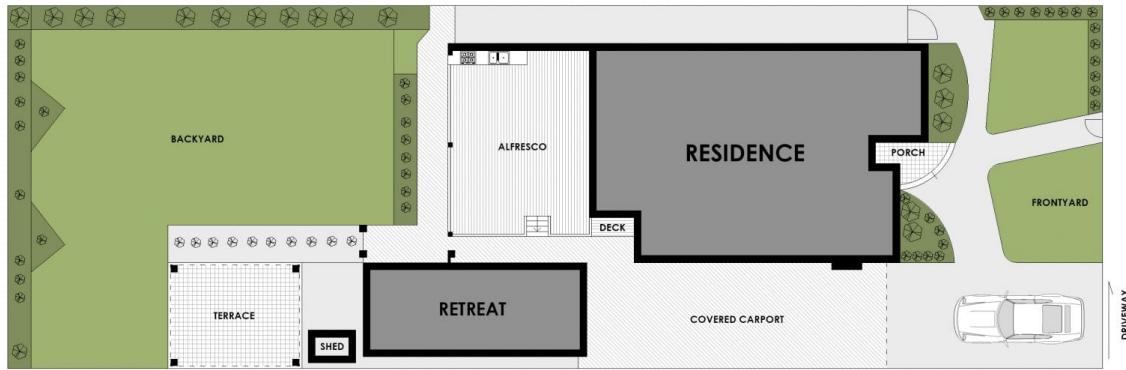 BACKYARD
ALFRESCO
RESIDENCE
PORCH
FRONTYARD
DECK
TERRACE
SHED
RETREAT
COVERED CARPORT
DRIVEWAY